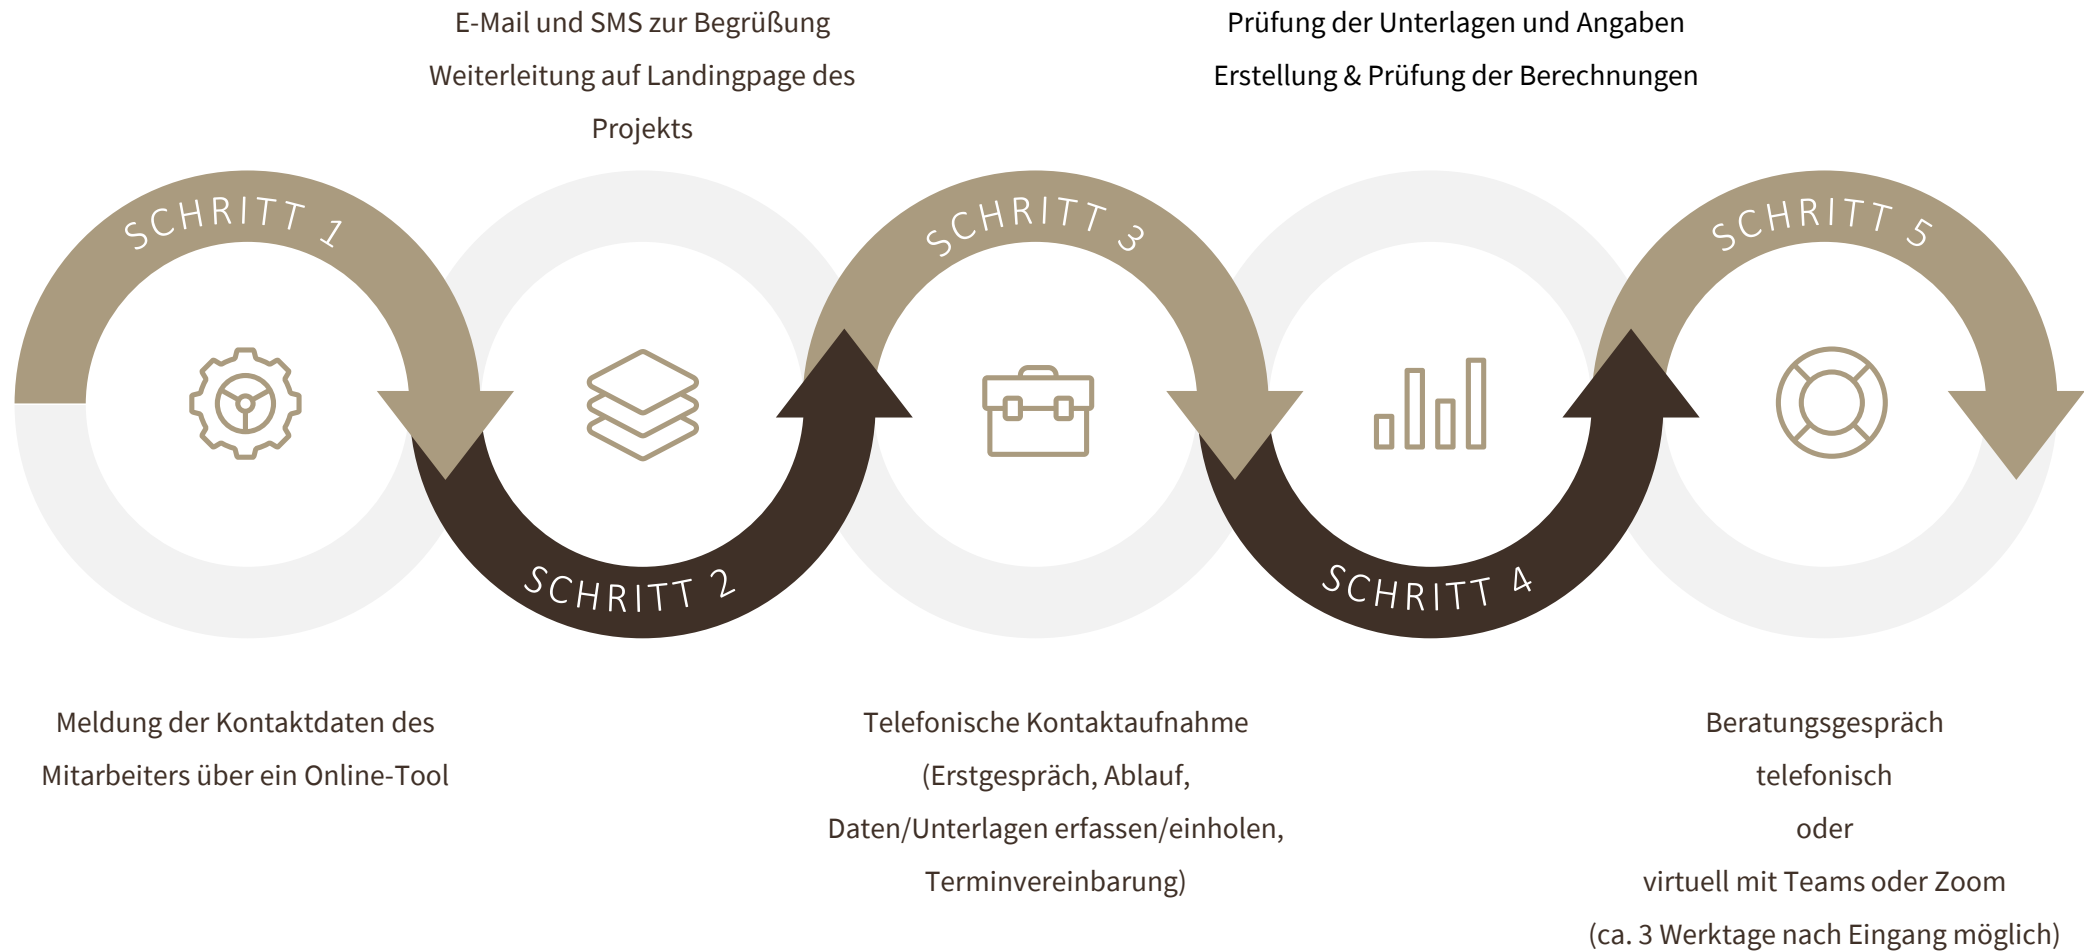 E-Mail und SMS zur Begrüßung
Weiterleitung auf Landingpage des
Projekts
Prüfung der Unterlagen und Angaben
Erstellung & Prüfung der Berechnungen
SCHRITT 1
SCHRITT 2
SCHRITT 3
SCHRITT 4
SCHRITT 5
Meldung der Kontaktdaten des
Mitarbeiters über ein Online-Tool
Telefonische Kontaktaufnahme
(Erstgespräch, Ablauf,
Daten/Unterlagen erfassen/einholen,
Terminvereinbarung)
Beratungsgespräch
telefonisch
oder
virtuell mit Teams oder Zoom
(ca. 3 Werktage nach Eingang möglich)